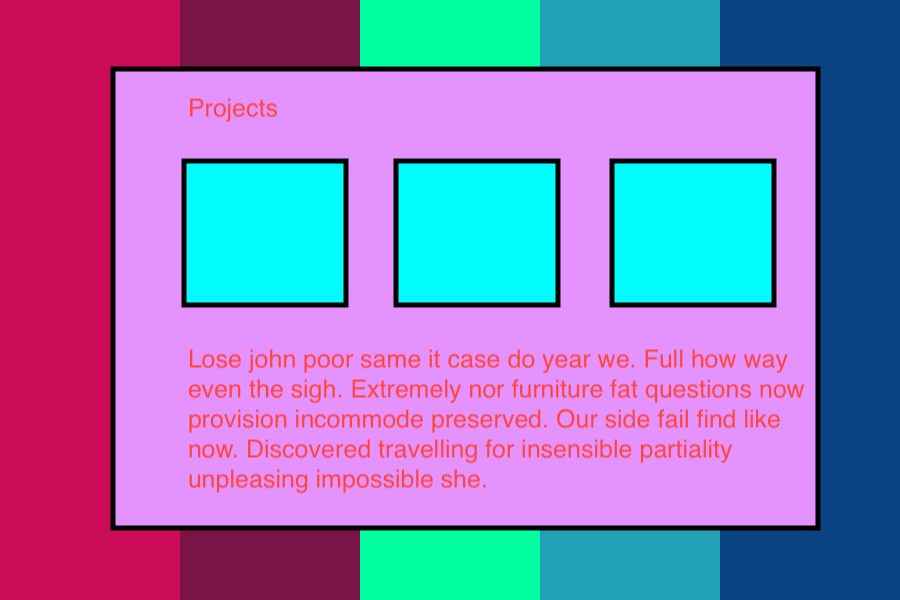 Projects
Lose john poor same it case do year we. Full how way
even the sigh. Extremely nor furniture fat questions now
provision incommode preserved. Our side fail find like
now. Discovered travelling for insensible partiality
unpleasing impossible she.